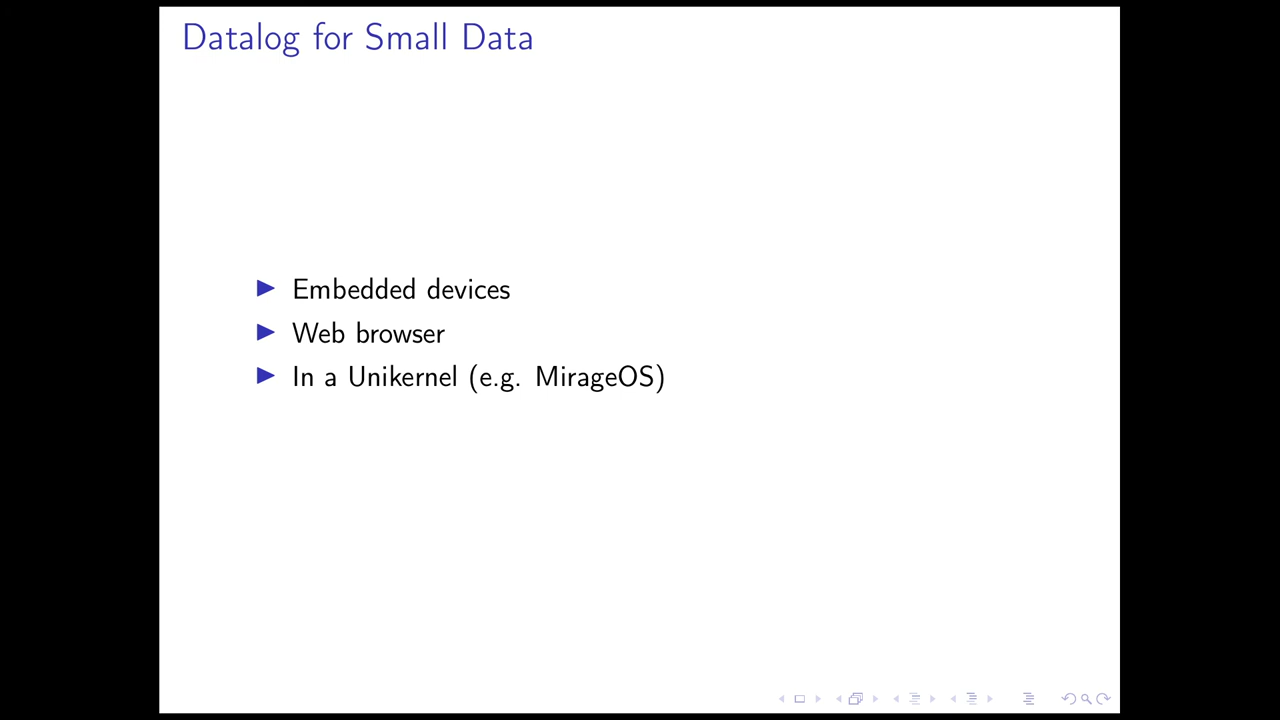 Datalog for Small Data
Embedded devices
Web browser
In a Unikernel (e.g. MirageOS)